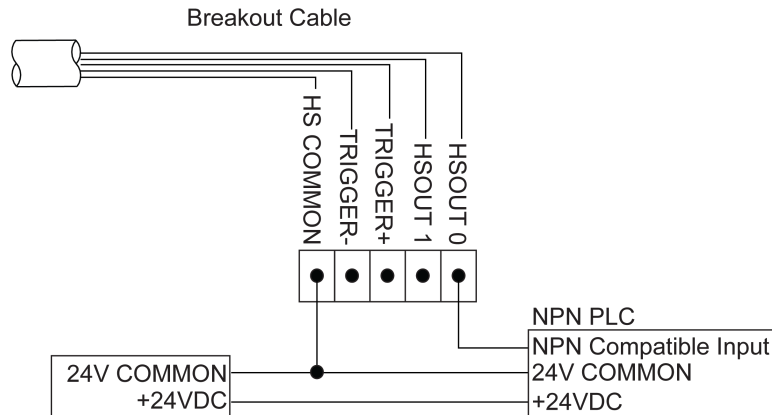 Breakout Cable
HS COMMON
TRIGGER-
TRIGGER+
HSOUT 1
HSOUT 0
NPN PLC
NPN Compatible Input
24V COMMON
24V COMMON
+24VDC
+24VDC